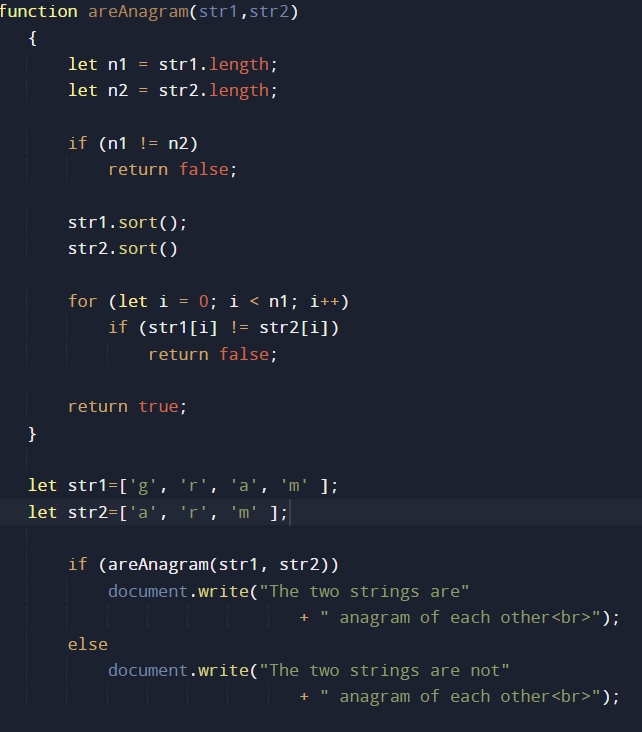 function areAnagram(str1,str2)
{
let n1 = str1.length;
let n2 = str2.length;
if (n1 != n2)
return false;
str1.sort();
str2.sort()
for (let i = 0; i < n1; i++)
if (str1[i] != str2[i])
return false;
return true;
}
let str1=['g', 'r', 'a', 'm' ];
let str2=['a', 'r', 'm' ];
if (areAnagram(str1, str2))
document.write("The two strings are"
+ " anagram of each other<br>");
else
document.write("The two strings are not"
+ " anagram of each other<br>");